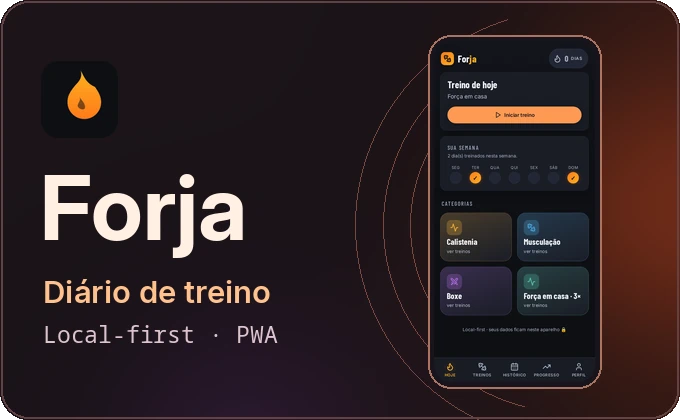 Forja
Diário de treino
Local-first · PWA
Forja
0 DIAS
Treino de hoje
Força em casa
Iniciar treino
SUA SEMANA
2 dia(s) treinados nesta semana.
SEG TER QUA QUI SEX SÁB DOM
CATEGORIAS
Calistenia
ver treinos
Musculação
ver treinos
Boxe
ver treinos
Força em casa · 3×
ver treinos
Local-first · seus dados ficam neste aparelho 🔒
HOJE TREINOS HISTÓRICO PROGRESSO PERFIL